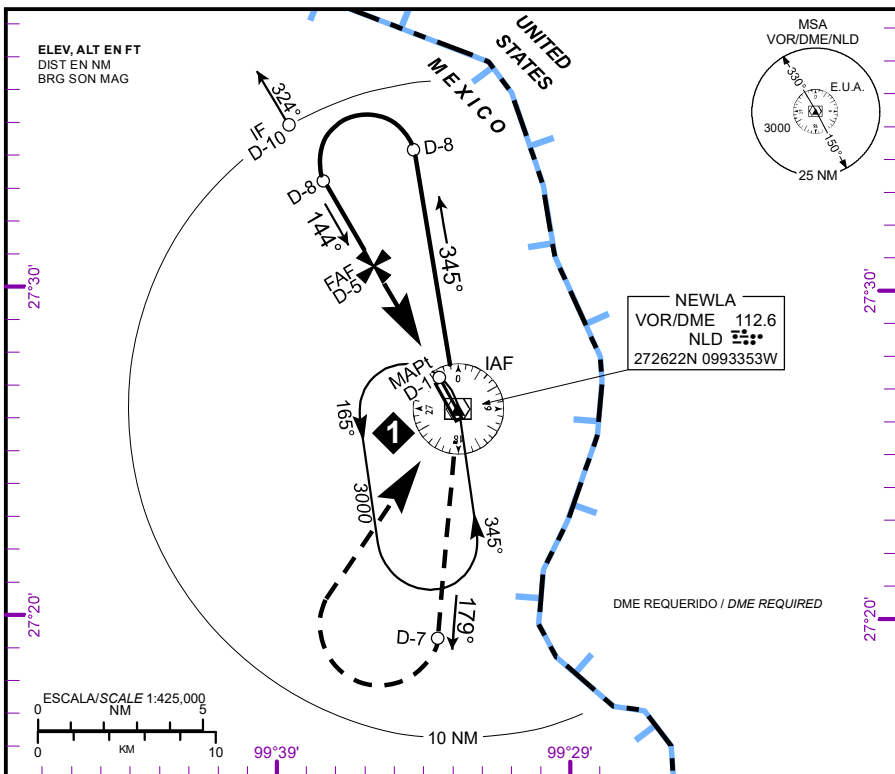 ELEV, ALT EN FT
DIST EN NM
BRG SON MAG
UNITED
STATES
MEXICO
MSA
VOR/DME/NLD
330°
E.U.A.
3000
150°
25 NM
324°
IF
D-10
D-8
D-8
144°
FAF
D-5
345°
27°30'
27°30'
NEWLA
VOR/DME 112.6
NLD
272622N 0993353W
MAPt
D-1
IAF
0
9
18
27
165°
1
3000
345°
27°20'
27°20'
D-7
179°
DME REQUERIDO / DME REQUIRED
ESCALA/SCALE 1:425,000
0 NM 5
0 KM 10
10 NM
99°39'
99°29'